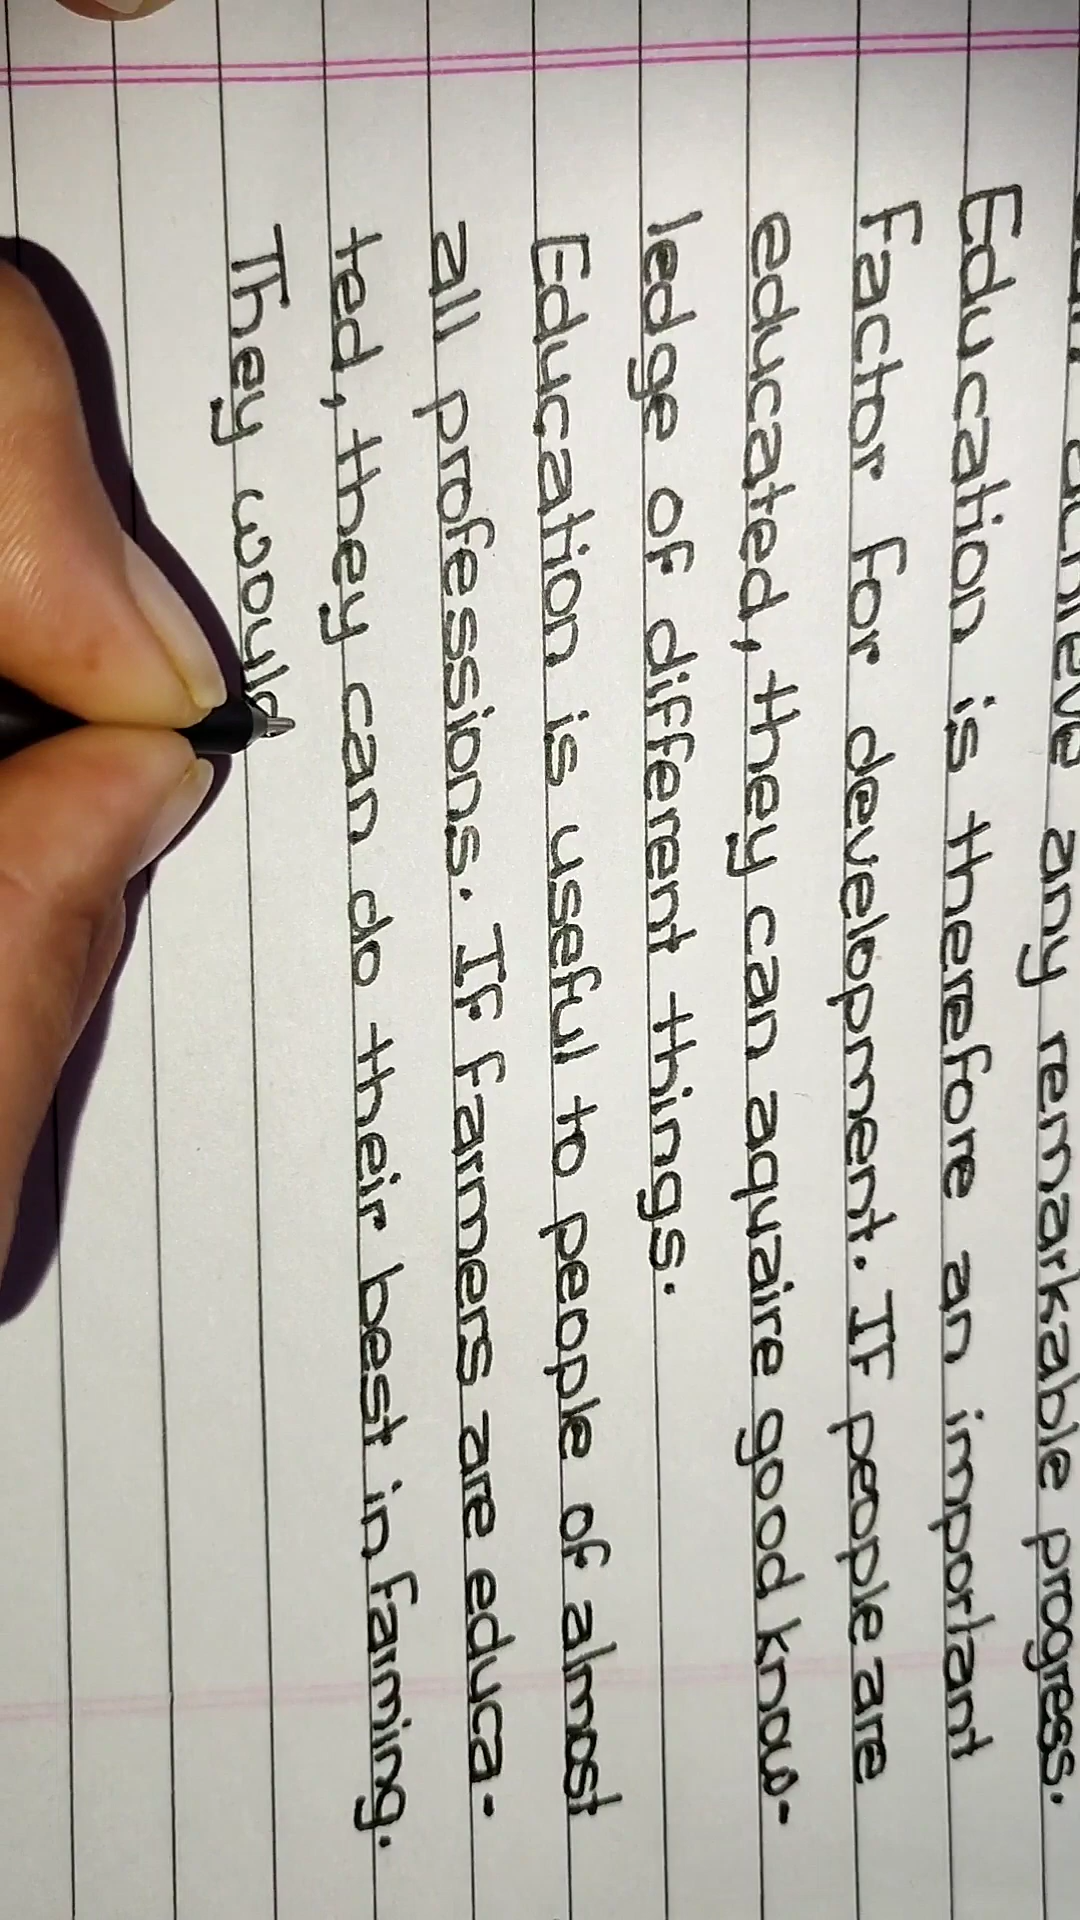 achieve any remarkable progress.
Education is therefore an important
Factor for development. IF people are
educated, they can aquaire good know-
ledge of different things.
Education is useful to people of almost
all professions. IF farmers are educa-
ted, they can do their best in farming.
They would